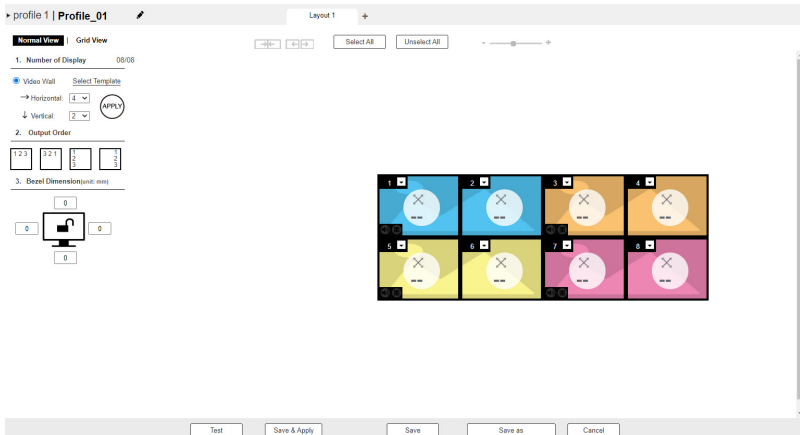 profile 1 | Profile_01
Layout 1 +
Normal View | Grid View
Select All
Unselect All
- +
1. Number of Display 08/08
Video Wall Select Template
Horizontal: 4
APPLY
Vertical: 2
2. Output Order
1 2 3
3 2 1
1
2
3
1
2
3
3. Bezel Dimension(unit: mm)
0
0
0
0
1 2 3 4
-- -- -- --
5 6 7 8
-- -- -- --
Test
Save & Apply
Save
Save as
Cancel